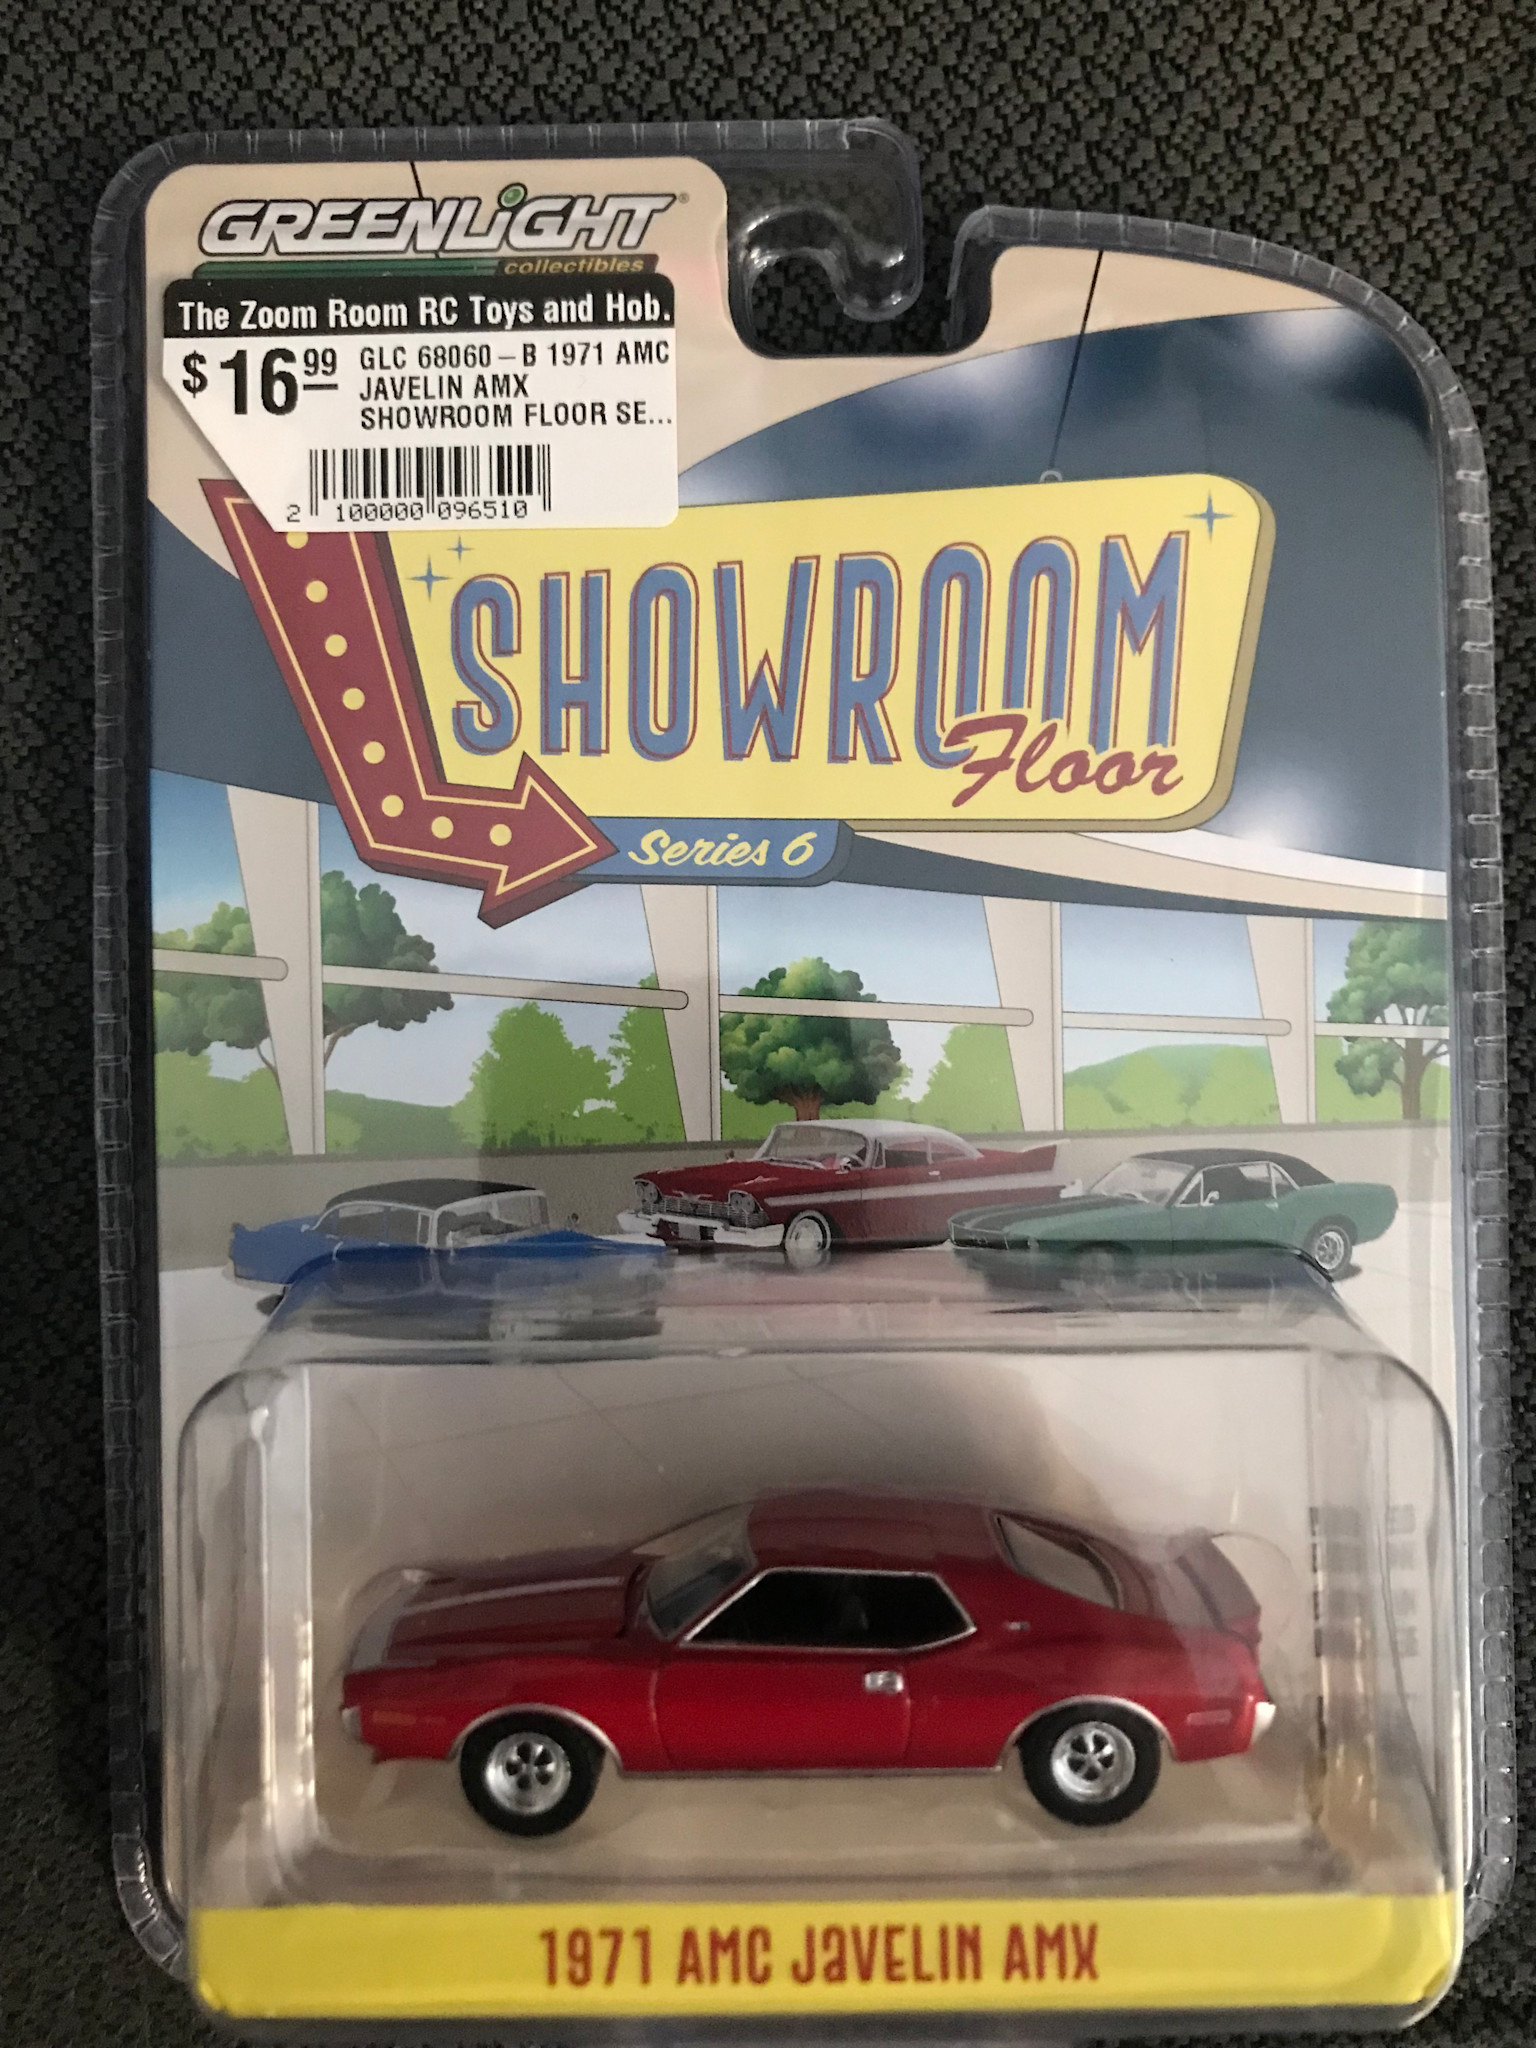 GREENLiGHT®
collectibles
The Zoom Room RC Toys and Hob.
$16.99 GLC 68060-B 1971 AMC
JAVELIN AMX
SHOWROOM FLOOR SE...
2 100000 096510
SHOWROOM
Floor
Series 6
1971 AMC JaVELIN AMX